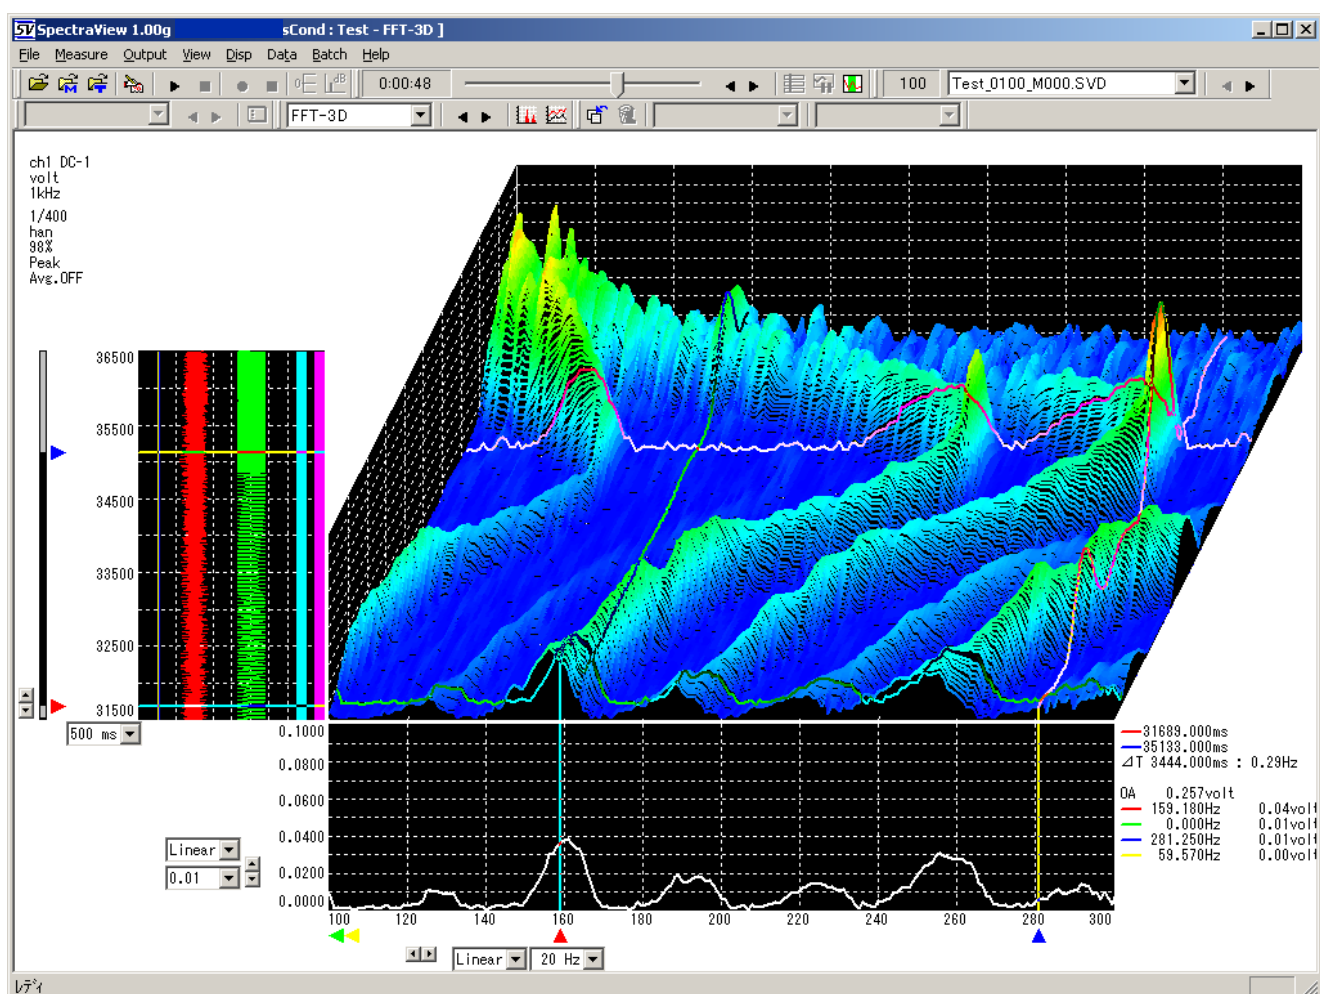 SpectraView 1.00g sCond : Test - FFT-3D ]
File Measure Output View Disp Data Batch Help
0:00:48 100 Test_0100_M000.SVD
FFT-3D
ch1 DC-1
volt
1kHz
1/400
han
98%
Peak
Avg.OFF
36500
35500
34500
33500
32500
31500
500 ms
0.1000
0.0800
0.0600
0.0400
0.0200
0.0000
Linear
0.01
100 120 140 160 180 200 220 240 260 280 300
Linear 20 Hz
31689.000ms
35133.000ms
⊿T 3444.000ms : 0.29Hz
OA 0.257volt
159.180Hz 0.04volt
0.000Hz 0.01volt
281.250Hz 0.01volt
59.570Hz 0.00volt
ﾚﾃﾞｨ